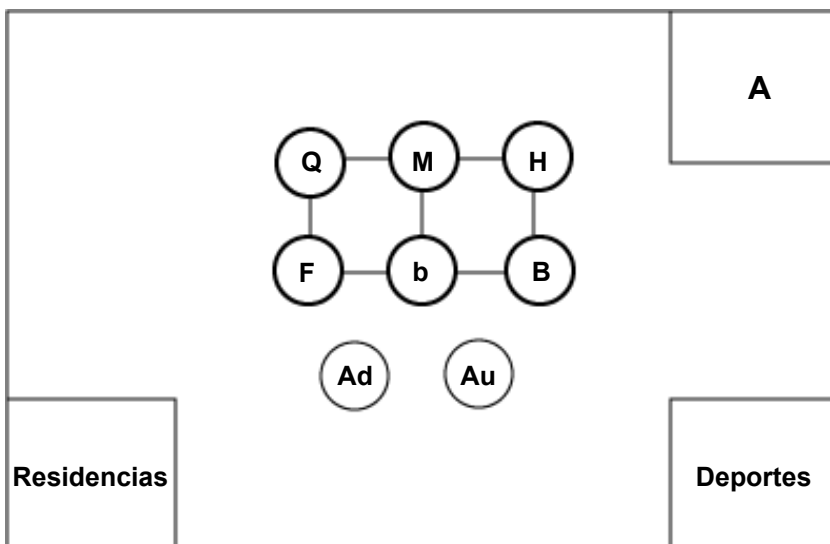 A
Q M H
F b B
Ad Au
Residencias Deportes